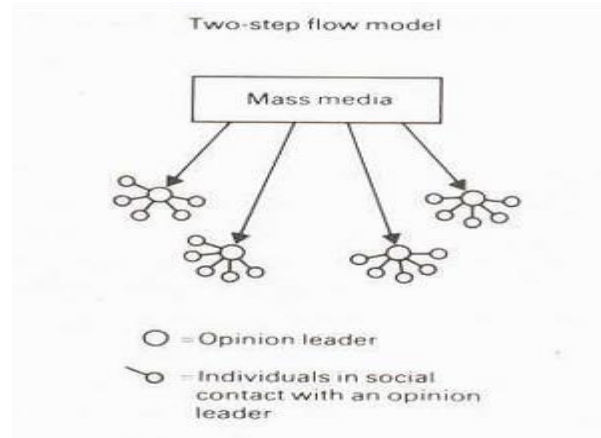 Two-step flow model
Mass media
= Opinion leader
= Individuals in social
contact with an opinion
leader